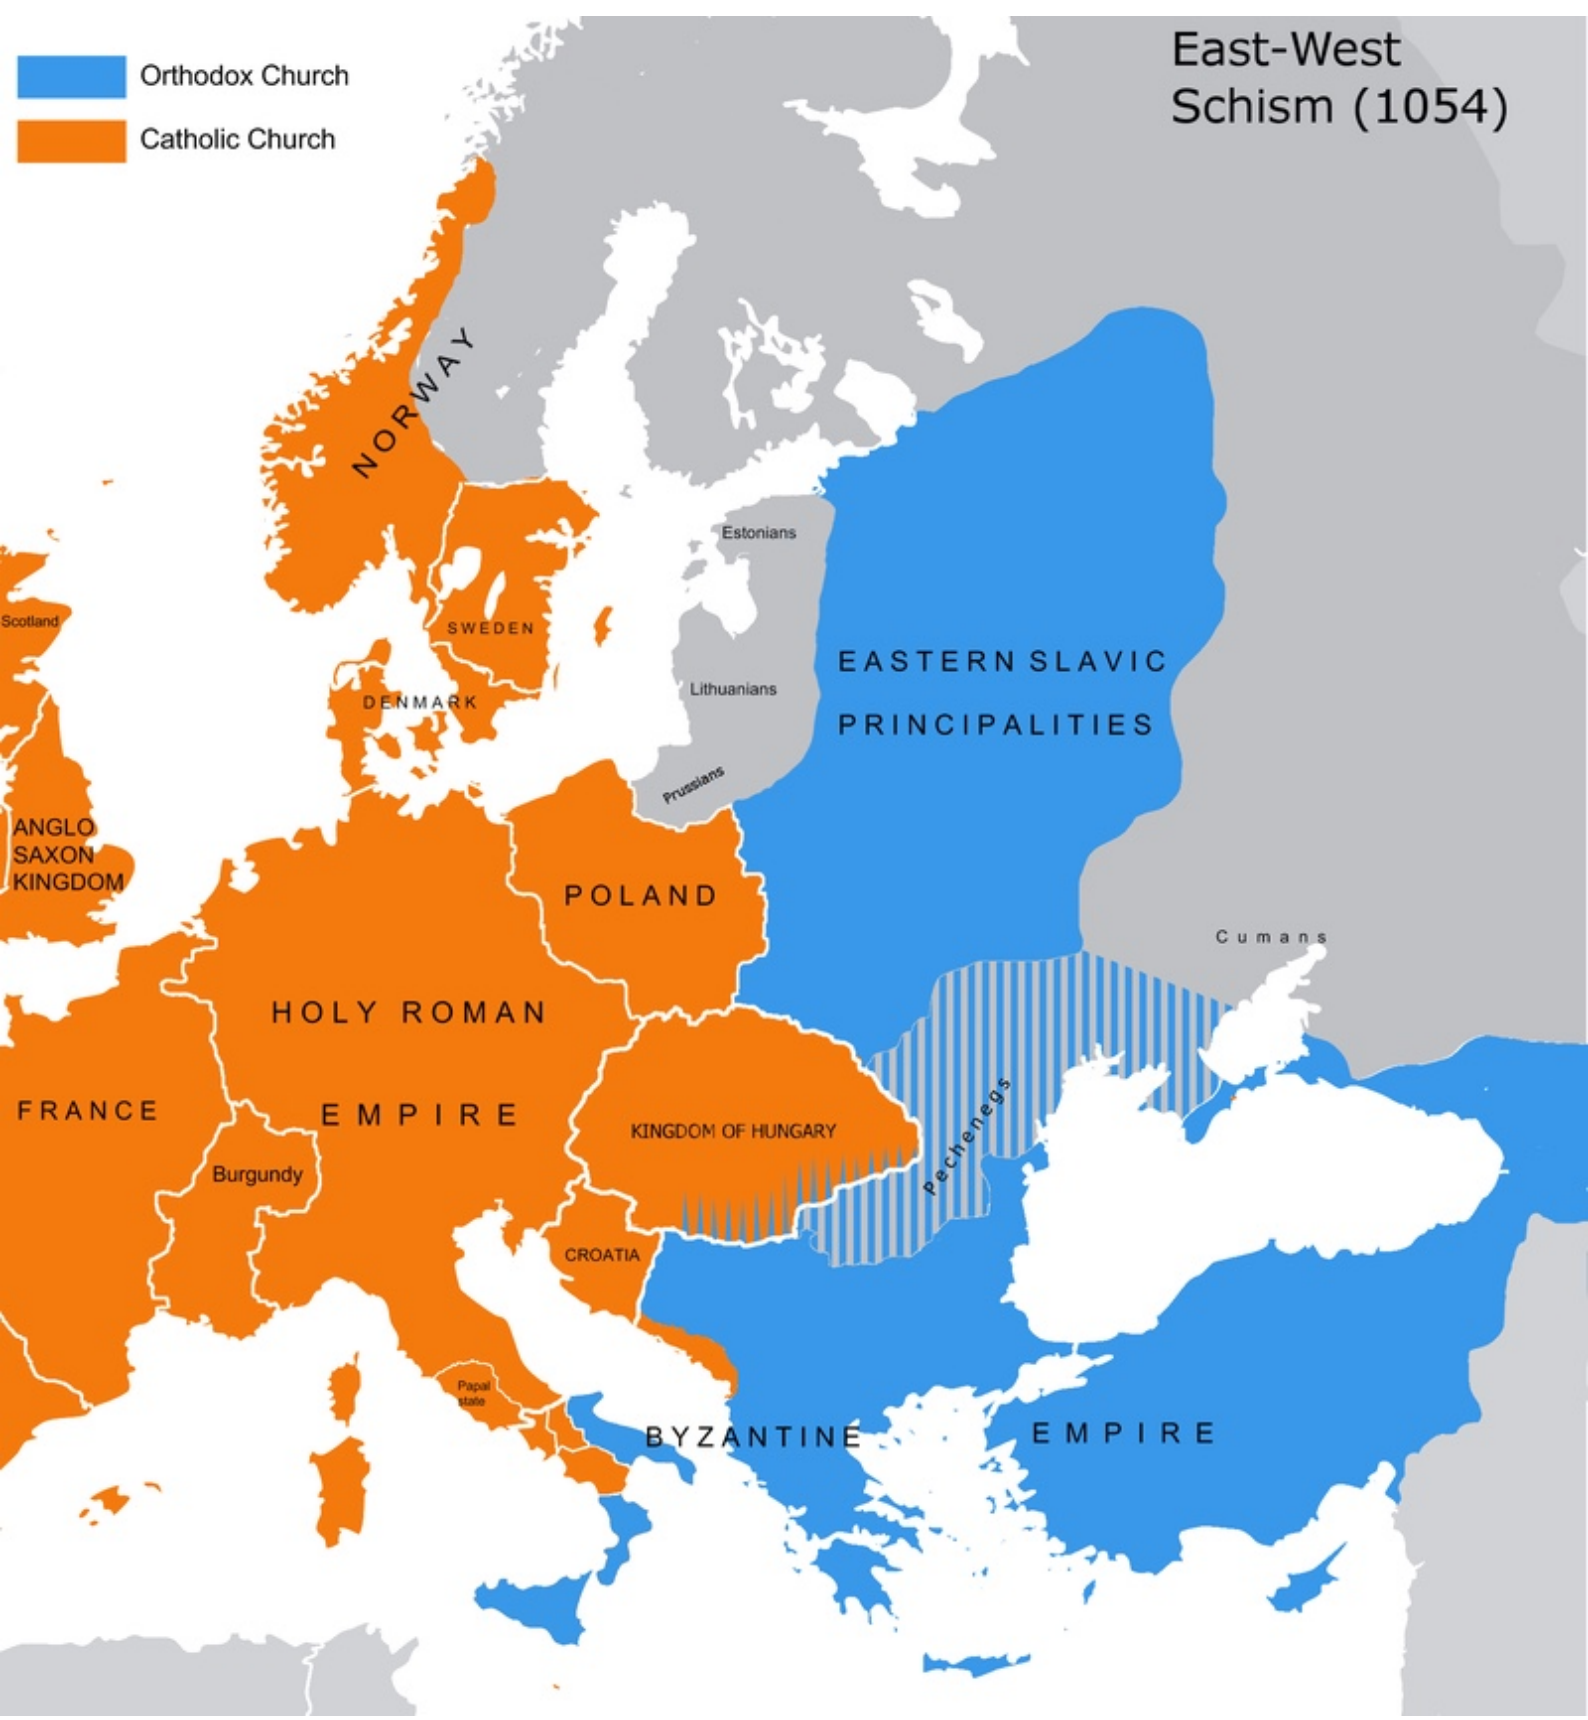 East-West
Schism (1054)
Orthodox Church
Catholic Church
NORWAY
Estonians
Scotland
SWEDEN
EASTERN SLAVIC
PRINCIPALITIES
Lithuanians
DENMARK
Prussians
ANGLO
SAXON
KINGDOM
POLAND
Cumans
HOLY ROMAN
EMPIRE
FRANCE
KINGDOM OF HUNGARY
Pechenegs
Burgundy
CROATIA
Papal
state
BYZANTINE EMPIRE